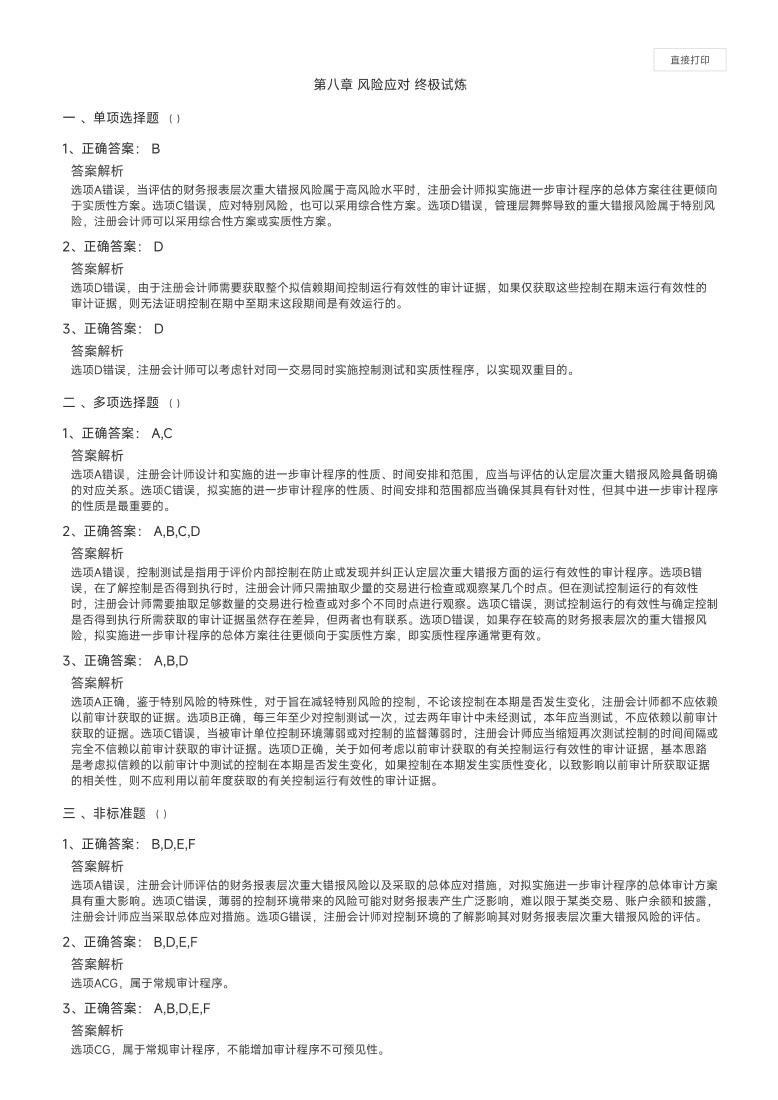 直接打印
第八章 风险应对 终极试炼
一 、单项选择题 （ ）
1、正确答案： B
答案解析
选项A错误，当评估的财务报表层次重大错报风险属于高风险水平时，注册会计师拟实施进一步审计程序的总体方案往往更倾向
于实质性方案。选项C错误，应对特别风险，也可以采用综合性方案。选项D错误，管理层舞弊导致的重大错报风险属于特别风
险，注册会计师可以采用综合性方案或实质性方案。
2、正确答案： D
答案解析
选项D错误，由于注册会计师需要获取整个拟信赖期间控制运行有效性的审计证据，如果仅获取这些控制在期末运行有效性的
审计证据，则无法证明控制在期中至期末这段期间是有效运行的。
3、正确答案： D
答案解析
选项D错误，注册会计师可以考虑针对同一交易同时实施控制测试和实质性程序，以实现双重目的。
二 、多项选择题 （ ）
1、正确答案： A,C
答案解析
选项A错误，注册会计师设计和实施的进一步审计程序的性质、时间安排和范围，应当与评估的认定层次重大错报风险具备明确
的对应关系。选项C错误，拟实施的进一步审计程序的性质、时间安排和范围都应当确保其具有针对性，但其中进一步审计程序
的性质是最重要的。
2、正确答案： A,B,C,D
答案解析
选项A错误，控制测试是指用于评价内部控制在防止或发现并纠正认定层次重大错报方面的运行有效性的审计程序。选项B错
误，在了解控制是否得到执行时，注册会计师只需抽取少量的交易进行检查或观察某几个时点。但在测试控制运行的有效性
时，注册会计师需要抽取足够数量的交易进行检查或对多个不同时点进行观察。选项C错误，测试控制运行的有效性与确定控制
是否得到执行所需获取的审计证据虽然存在差异，但两者也有联系。选项D错误，如果存在较高的财务报表层次的重大错报风
险，拟实施进一步审计程序的总体方案往往更倾向于实质性方案，即实质性程序通常更有效。
3、正确答案： A,B,D
答案解析
选项A正确，鉴于特别风险的特殊性，对于旨在减轻特别风险的控制，不论该控制在本期是否发生变化，注册会计师都不应依赖
以前审计获取的证据。选项B正确，每三年至少对控制测试一次，过去两年审计中未经测试，本年应当测试，不应依赖以前审计
获取的证据。选项C错误，当被审计单位控制环境薄弱或对控制的监督薄弱时，注册会计师应当缩短再次测试控制的时间间隔或
完全不信赖以前审计获取的审计证据。选项D正确，关于如何考虑以前审计获取的有关控制运行有效性的审计证据，基本思路
是考虑拟信赖的以前审计中测试的控制在本期是否发生变化，如果控制在本期发生实质性变化，以致影响以前审计所获取证据
的相关性，则不应利用以前年度获取的有关控制运行有效性的审计证据。
三 、非标准题 （ ）
1、正确答案： B,D,E,F
答案解析
选项A错误，注册会计师评估的财务报表层次重大错报风险以及采取的总体应对措施，对拟实施进一步审计程序的总体审计方案
具有重大影响。选项C错误，薄弱的控制环境带来的风险可能对财务报表产生广泛影响，难以限于某类交易、账户余额和披露，
注册会计师应当采取总体应对措施。选项G错误，注册会计师对控制环境的了解影响其对财务报表层次重大错报风险的评估。
2、正确答案： B,D,E,F
答案解析
选项ACG，属于常规审计程序。
3、正确答案： A,B,D,E,F
答案解析
选项CG，属于常规审计程序，不能增加审计程序不可预见性。